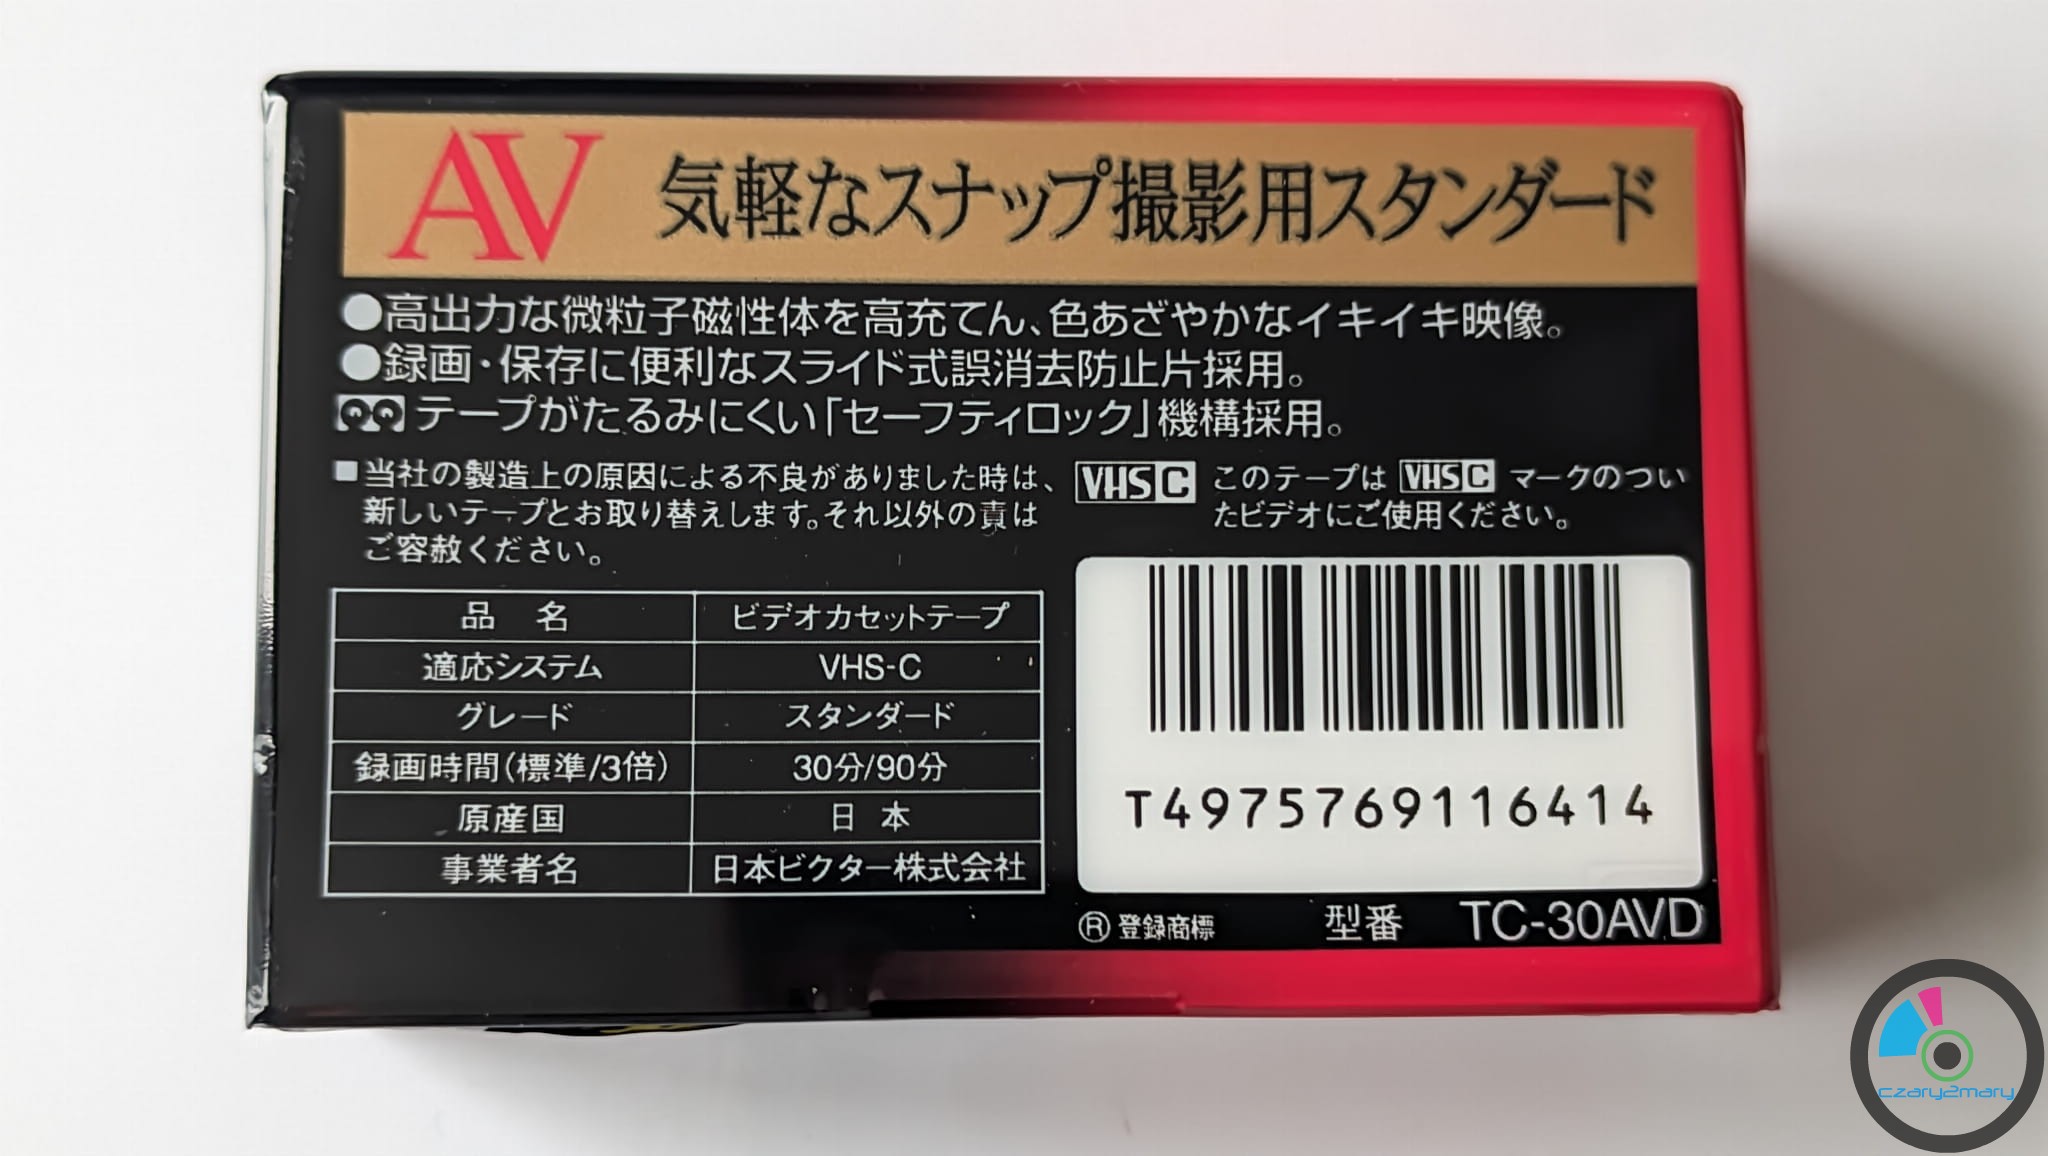 AV 気軽なスナップ撮影用スタンダード
●高出力な微粒子磁性体を高充てん、色あざやかなイキイキ映像。
●録画・保存に便利なスライド式誤消去防止片採用。
テープがたるみにくい「セーフティロック」機構採用。
■当社の製造上の原因による不良がありました時は、
新しいテープとお取り替えします。それ以外の責は
ご容赦ください。
VHSC このテープは VHSC マークのつい
たビデオにご使用ください。
品 名 ビデオカセットテープ
適応システム VHS-C
グレード スタンダード
録画時間(標準/3倍) 30分/90分
原産国 日 本
事業者名 日本ビクター株式会社
T4975769116414
®登録商標 型番 TC-30AVD
czary2mary